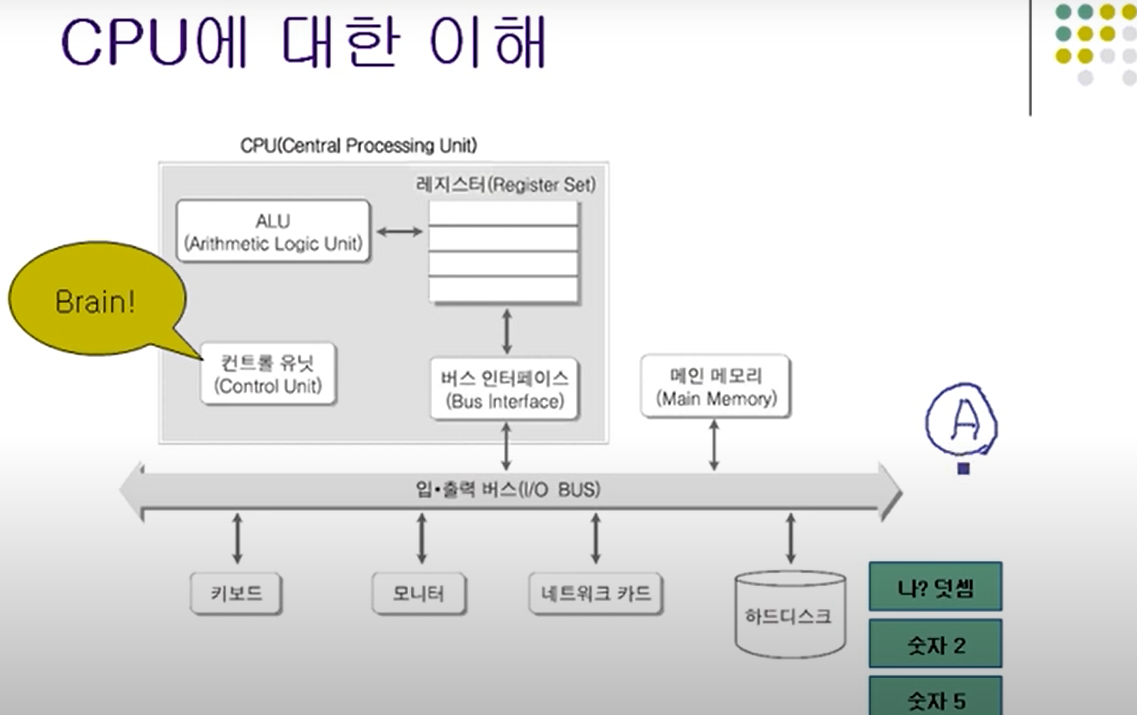 CPU에 대한 이해
CPU(Central Processing Unit)
레지스터(Register Set)
ALU
(Arithmetic Logic Unit)
Brain!
컨트롤 유닛
(Control Unit)
버스 인터페이스
(Bus Interface)
메인 메모리
(Main Memory)
A
입•출력 버스(I/O BUS)
키보드
모니터
네트워크 카드
하드디스크
나? 덧셈
숫자 2
숫자 5